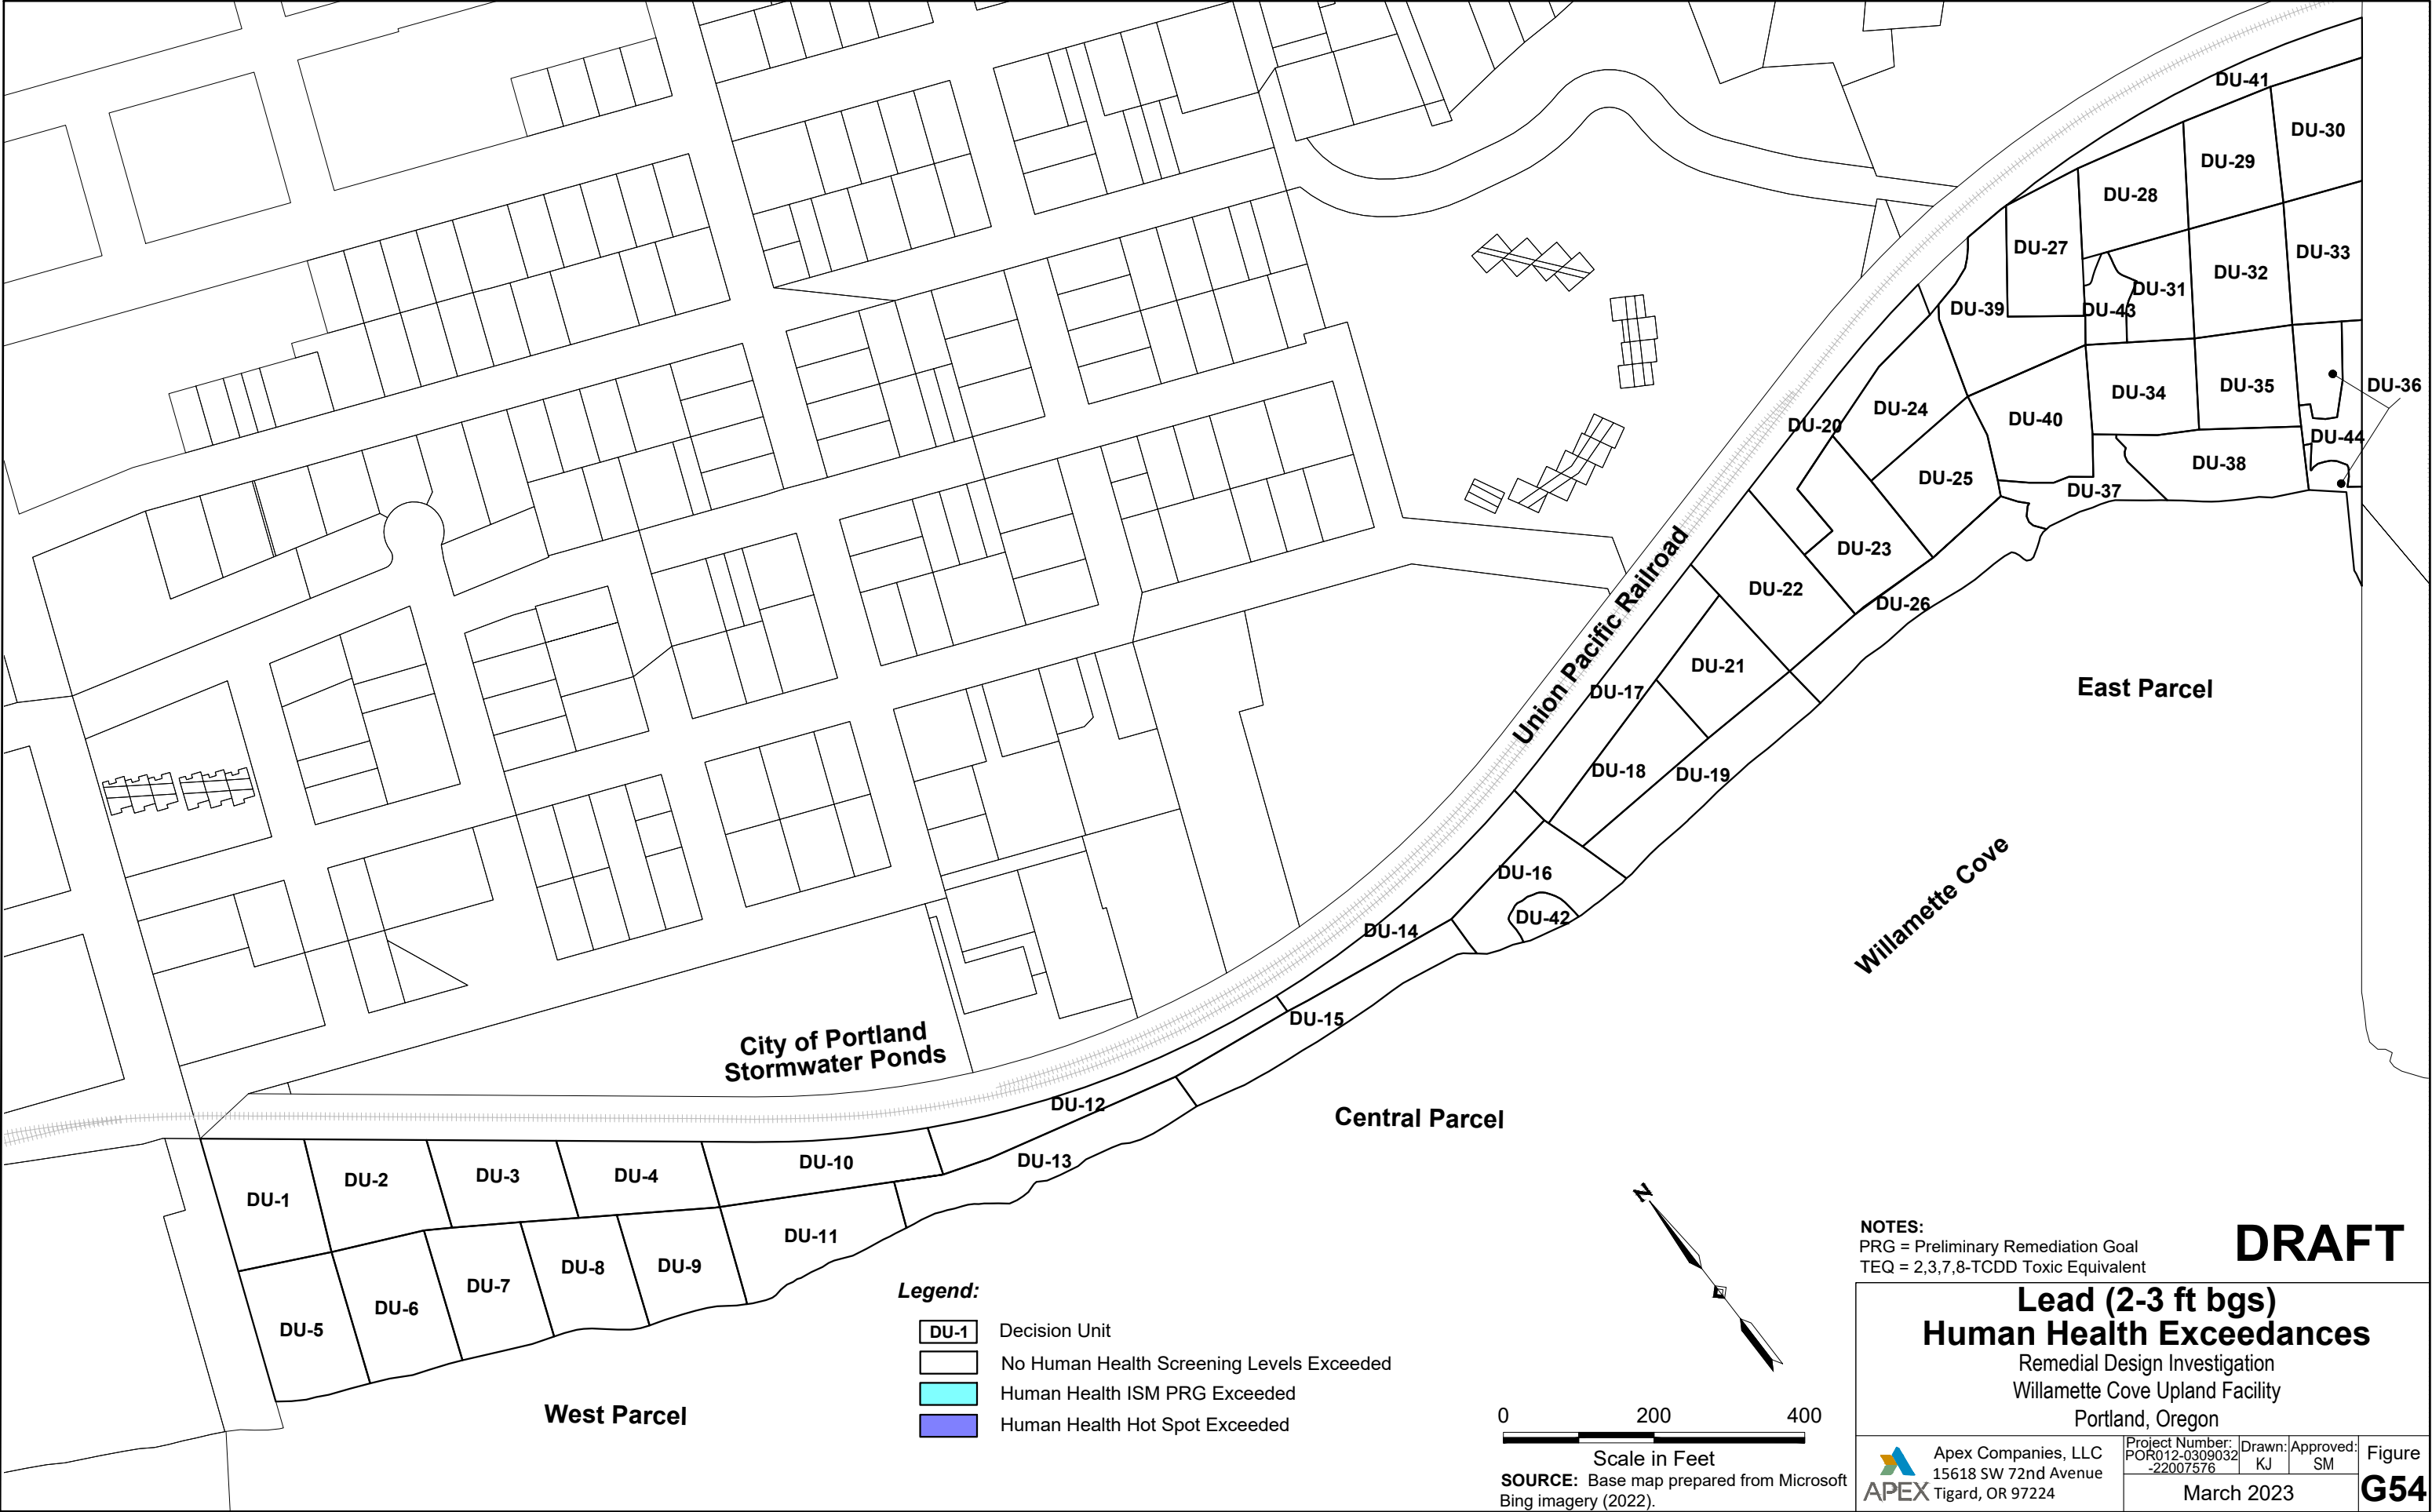 DU-41
DU-30
DU-29
DU-28
DU-27
DU-33
DU-32
DU-31
DU-43
DU-39
DU-36
DU-35
DU-34
DU-24
DU-40
DU-20
DU-44
DU-38
DU-25
DU-37
DU-23
DU-22
DU-26
Union Pacific Railroad
DU-21
DU-17
East Parcel
DU-18
DU-19
DU-16
DU-42
DU-14
Willamette Cove
DU-15
City of Portland
Stormwater Ponds
DU-12
Central Parcel
DU-13
DU-10
DU-4
DU-3
DU-2
DU-1
DU-11
DU-9
DU-8
DU-7
DU-6
DU-5
West Parcel
Legend:
DU-1 Decision Unit
No Human Health Screening Levels Exceeded
Human Health ISM PRG Exceeded
Human Health Hot Spot Exceeded
N
0 200 400
Scale in Feet
SOURCE: Base map prepared from Microsoft
Bing imagery (2022).
NOTES:
PRG = Preliminary Remediation Goal
TEQ = 2,3,7,8-TCDD Toxic Equivalent
DRAFT
Lead (2-3 ft bgs)
Human Health Exceedances
Remedial Design Investigation
Willamette Cove Upland Facility
Portland, Oregon
APEX
Apex Companies, LLC
15618 SW 72nd Avenue
Tigard, OR 97224
Project Number:
POR012-0309032
-22007576
Drawn:
KJ
Approved:
SM
March 2023
Figure
G54